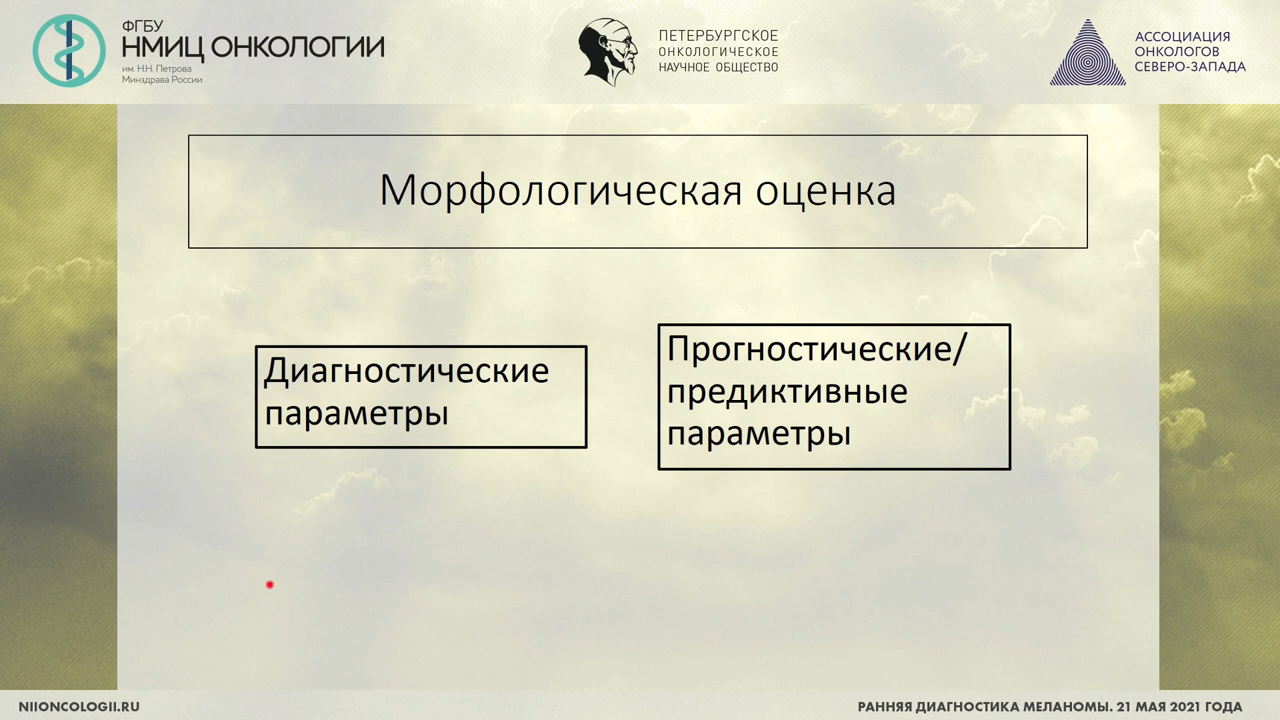 ФГБУ
НМИЦ ОНКОЛОГИИ
им. Н.Н. Петрова
Минздрава России
ПЕТЕРБУРГСКОЕ
ОНКОЛОГИЧЕСКОЕ
НАУЧНОЕ ОБЩЕСТВО
АССОЦИАЦИЯ
ОНКОЛОГОВ
СЕВЕРО-ЗАПАДА
Морфологическая оценка
Диагностические
параметры
Прогностические/
предиктивные
параметры
NIIONCOLOGII.RU
РАННЯЯ ДИАГНОСТИКА МЕЛАНОМЫ. 21 МАЯ 2021 ГОДА